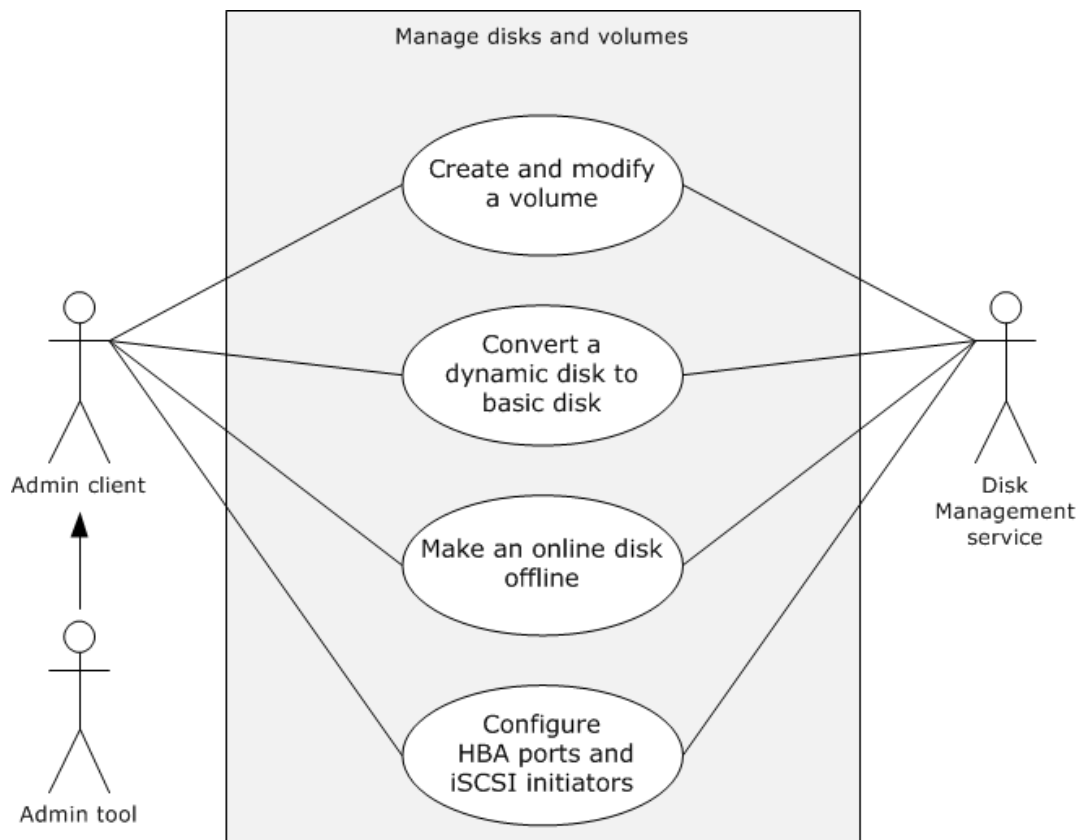 Manage disks and volumes
Create and modify
a volume
Convert a
dynamic disk to
basic disk
Admin client
Disk
Management
service
Make an online disk
offline
Configure
HBA ports and
iSCSI initiators
Admin tool